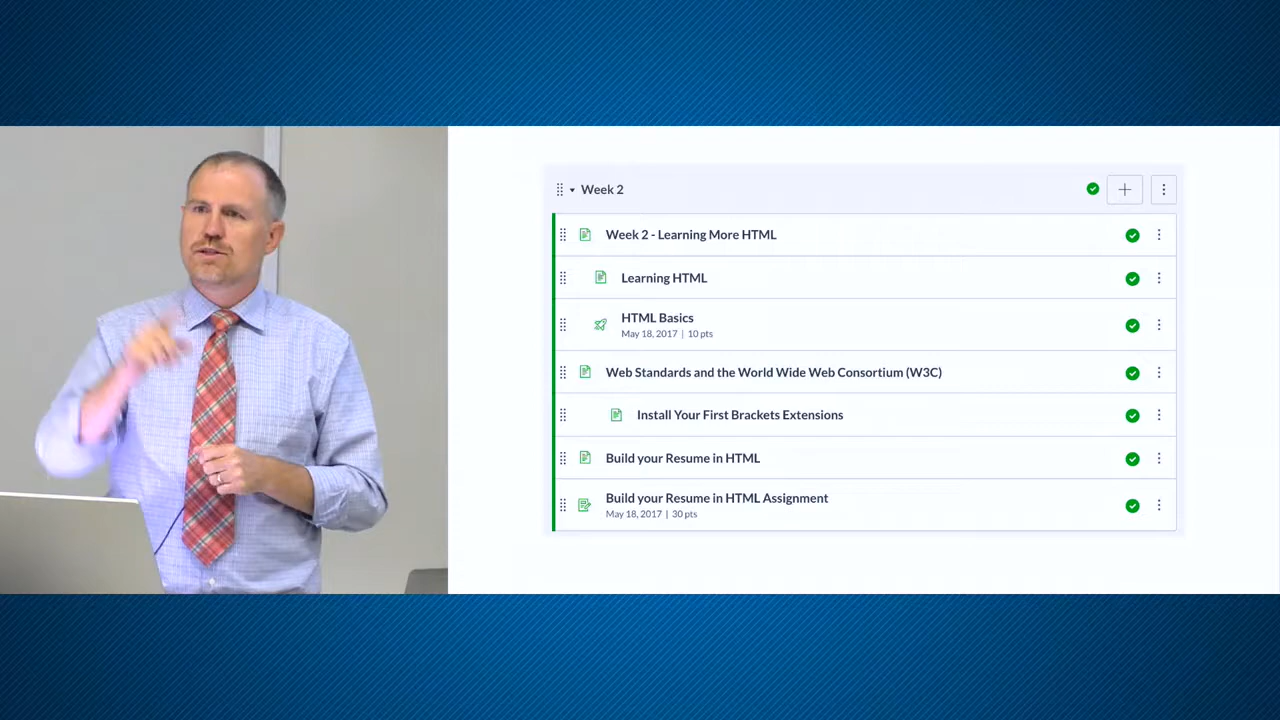 Week 2
Week 2 - Learning More HTML
Learning HTML
HTML Basics
May 18, 2017 | 10 pts
Web Standards and the World Wide Web Consortium (W3C)
Install Your First Brackets Extensions
Build your Resume in HTML
Build your Resume in HTML Assignment
May 18, 2017 | 30 pts